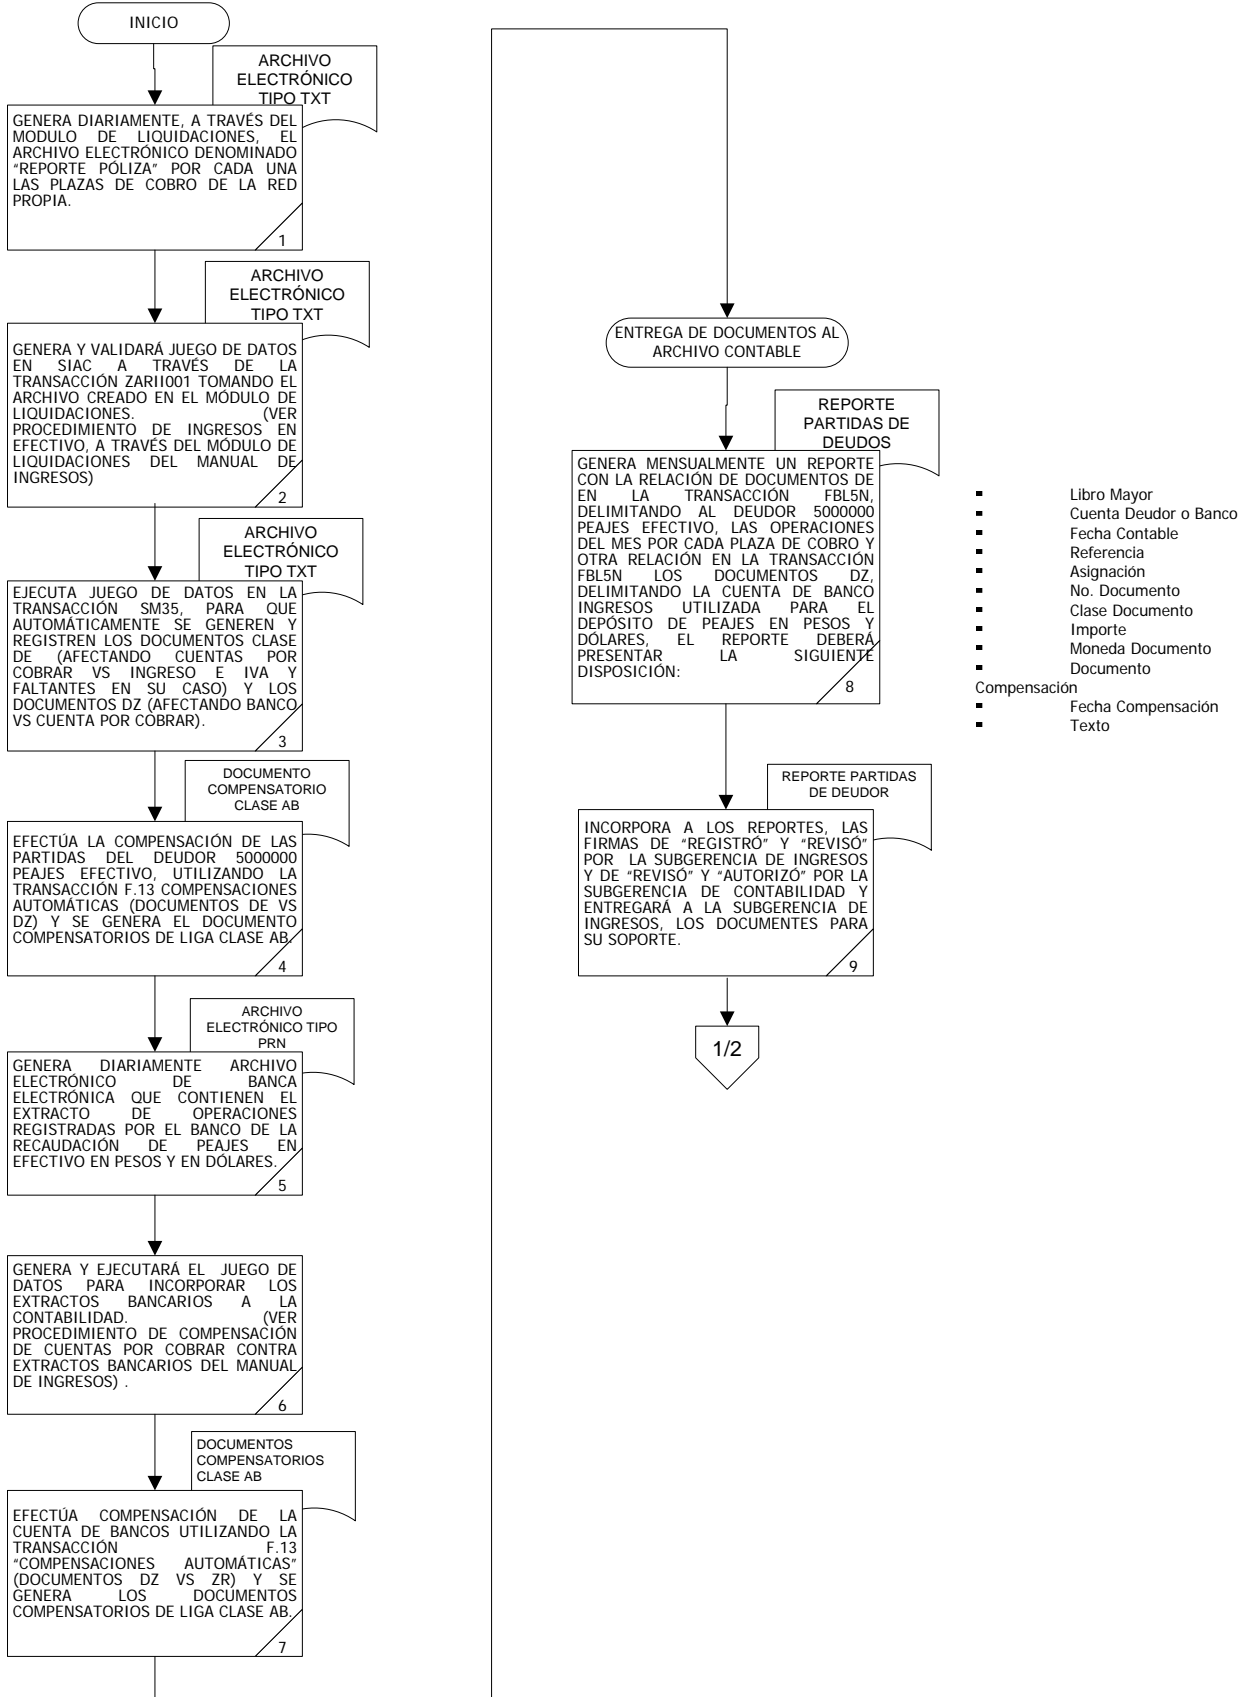 INICIO
ARCHIVO
ELECTRÓNICO
TIPO TXT
GENERA DIARIAMENTE, A TRAVÉS DEL
MODULO DE LIQUIDACIONES, EL
ARCHIVO ELECTRÓNICO DENOMINADO
“REPORTE PÓLIZA” POR CADA UNA
LAS PLAZAS DE COBRO DE LA RED
PROPIA.
1
ARCHIVO
ELECTRÓNICO
TIPO TXT
GENERA Y VALIDARÁ JUEGO DE DATOS
EN SIAC A TRAVÉS DE LA
TRANSACCIÓN ZARII001 TOMANDO EL
ARCHIVO CREADO EN EL MÓDULO DE
LIQUIDACIONES. (VER
PROCEDIMIENTO DE INGRESOS EN
EFECTIVO, A TRAVÉS DEL MÓDULO DE
LIQUIDACIONES DEL MANUAL DE
INGRESOS)
2
ARCHIVO
ELECTRÓNICO
TIPO TXT
EJECUTA JUEGO DE DATOS EN LA
TRANSACCIÓN SM35, PARA QUE
AUTOMÁTICAMENTE SE GENEREN Y
REGISTREN LOS DOCUMENTOS CLASE
DE (AFECTANDO CUENTAS POR
COBRAR VS INGRESO E IVA Y
FALTANTES EN SU CASO) Y LOS
DOCUMENTOS DZ (AFECTANDO BANCO
VS CUENTA POR COBRAR).
3
DOCUMENTO
COMPENSATORIO
CLASE AB
EFECTÚA LA COMPENSACIÓN DE LAS
PARTIDAS DEL DEUDOR 5000000
PEAJES EFECTIVO, UTILIZANDO LA
TRANSACCIÓN F.13 COMPENSACIONES
AUTOMÁTICAS (DOCUMENTOS DE VS
DZ) Y SE GENERA EL DOCUMENTO
COMPENSATORIOS DE LIGA CLASE AB.
4
ARCHIVO
ELECTRÓNICO TIPO
PRN
GENERA DIARIAMENTE ARCHIVO
ELECTRÓNICO DE BANCA
ELECTRÓNICA QUE CONTIENEN EL
EXTRACTO DE OPERACIONES
REGISTRADAS POR EL BANCO DE LA
RECAUDACIÓN DE PEAJES EN
EFECTIVO EN PESOS Y EN DÓLARES.
5
GENERA Y EJECUTARÁ EL JUEGO DE
DATOS PARA INCORPORAR LOS
EXTRACTOS BANCARIOS A LA
CONTABILIDAD. (VER
PROCEDIMIENTO DE COMPENSACIÓN
DE CUENTAS POR COBRAR CONTRA
EXTRACTOS BANCARIOS DEL MANUAL
DE INGRESOS) .
6
DOCUMENTOS
COMPENSATORIOS
CLASE AB
EFECTÚA COMPENSACIÓN DE LA
CUENTA DE BANCOS UTILIZANDO LA
TRANSACCIÓN F.13
“COMPENSACIONES AUTOMÁTICAS”
(DOCUMENTOS DZ VS ZR) Y SE
GENERA LOS DOCUMENTOS
COMPENSATORIOS DE LIGA CLASE AB.
7
ENTREGA DE DOCUMENTOS AL
ARCHIVO CONTABLE
REPORTE
PARTIDAS DE
DEUDOS
GENERA MENSUALMENTE UN REPORTE
CON LA RELACIÓN DE DOCUMENTOS DE
EN LA TRANSACCIÓN FBL5N,
DELIMITANDO AL DEUDOR 5000000
PEAJES EFECTIVO, LAS OPERACIONES
DEL MES POR CADA PLAZA DE COBRO Y
OTRA RELACIÓN EN LA TRANSACCIÓN
FBL5N LOS DOCUMENTOS DZ,
DELIMITANDO LA CUENTA DE BANCO
INGRESOS UTILIZADA PARA EL
DEPÓSITO DE PEAJES EN PESOS Y
DÓLARES, EL REPORTE DEBERÁ
PRESENTAR LA SIGUIENTE
DISPOSICIÓN:
8
▪ Libro Mayor
▪ Cuenta Deudor o Banco
▪ Fecha Contable
▪ Referencia
▪ Asignación
▪ No. Documento
▪ Clase Documento
▪ Importe
▪ Moneda Documento
▪ Documento
Compensación
▪ Fecha Compensación
▪ Texto
REPORTE PARTIDAS
DE DEUDOR
INCORPORA A LOS REPORTES, LAS
FIRMAS DE “REGISTRÓ” Y “REVISÓ”
POR LA SUBGERENCIA DE INGRESOS
Y DE “REVISÓ” Y “AUTORIZÓ” POR LA
SUBGERENCIA DE CONTABILIDAD Y
ENTREGARÁ A LA SUBGERENCIA DE
INGRESOS, LOS DOCUMENTES PARA
SU SOPORTE.
9
1/2